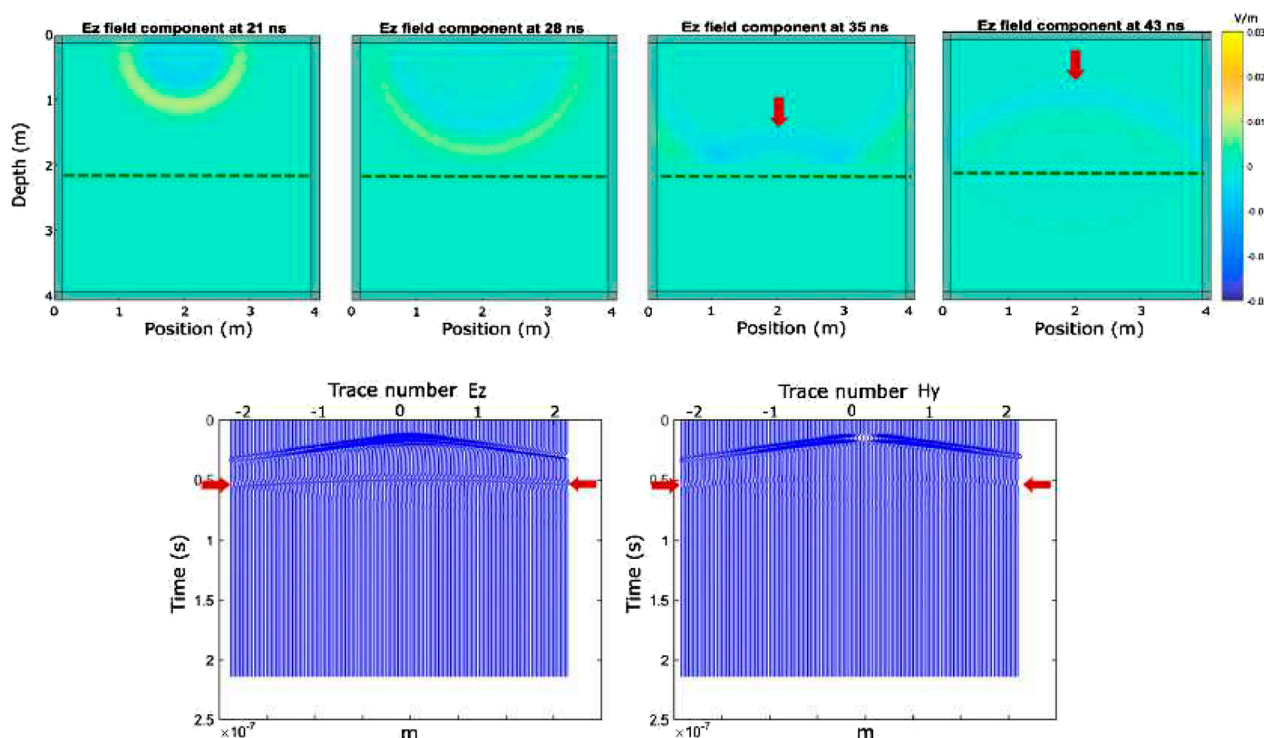 Ez field component at 21 ns
Ez field component at 28 ns
Ez field component at 35 ns
Ez field component at 43 ns
V/m
0
1
2
3
4
Depth (m)
0 1 2 3 4
Position (m)
0 1 2 3 4
Position (m)
0 1 2 3 4
Position (m)
0 1 2 3 4
Position (m)
0.03
0.01
0
-0.0
-0.0
Trace number Ez
-2 -1 0 1 2
0
0.5
1
1.5
2
2.5
Time (s)
×10⁻⁷
m
Trace number Hy
-2 -1 0 1 2
0
0.5
1
1.5
2
2.5
Time (s)
×10⁻⁷
m